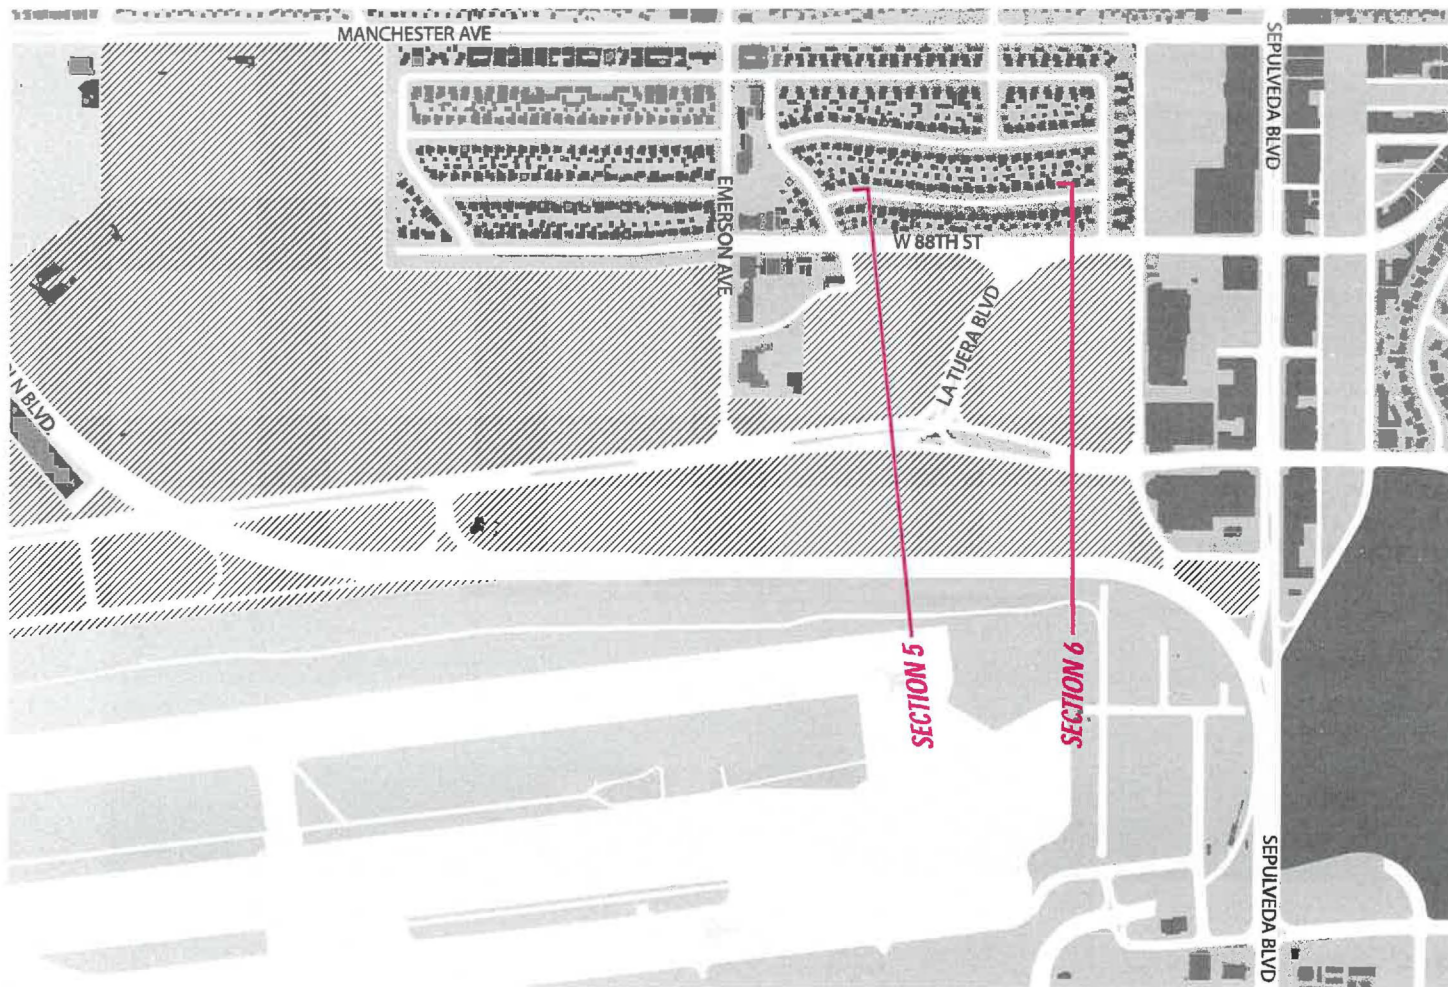 MANCHESTER AVE
SEPULVEDA BLVD
EMERSON AVE
W 88TH ST
LA TIJERA BLVD
N BLVD.
SECTION 5
SECTION 6
SEPULVEDA BLVD